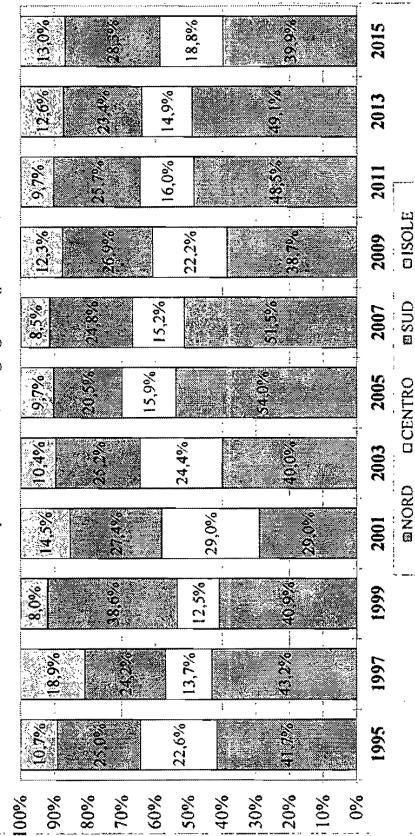 100%
90%
80%
70%
60%
50%
40%
30%
20%
10%
0%
10,7% 18,9% 8,0% 14,5% 10,4% 9,7% 8,5% 12,3% 9,7% 12,6% 13,0%
25,0% 24,2% 38,6% 27,4% 25,2% 20,5% 24,8% 26,9% 25,7% 23,4% 28,3%
22,6% 13,7% 12,5% 29,0% 24,4% 15,9% 15,2% 22,2% 16,0% 14,9% 18,8%
41,7% 43,2% 40,9% 29,0% 40,0% 54,0% 51,5% 38,7% 48,5% 49,1% 39,9%
1995 1997 1999 2001 2003 2005 2007 2009 2011 2013 2015
NORD CENTRO SUD ISOLE